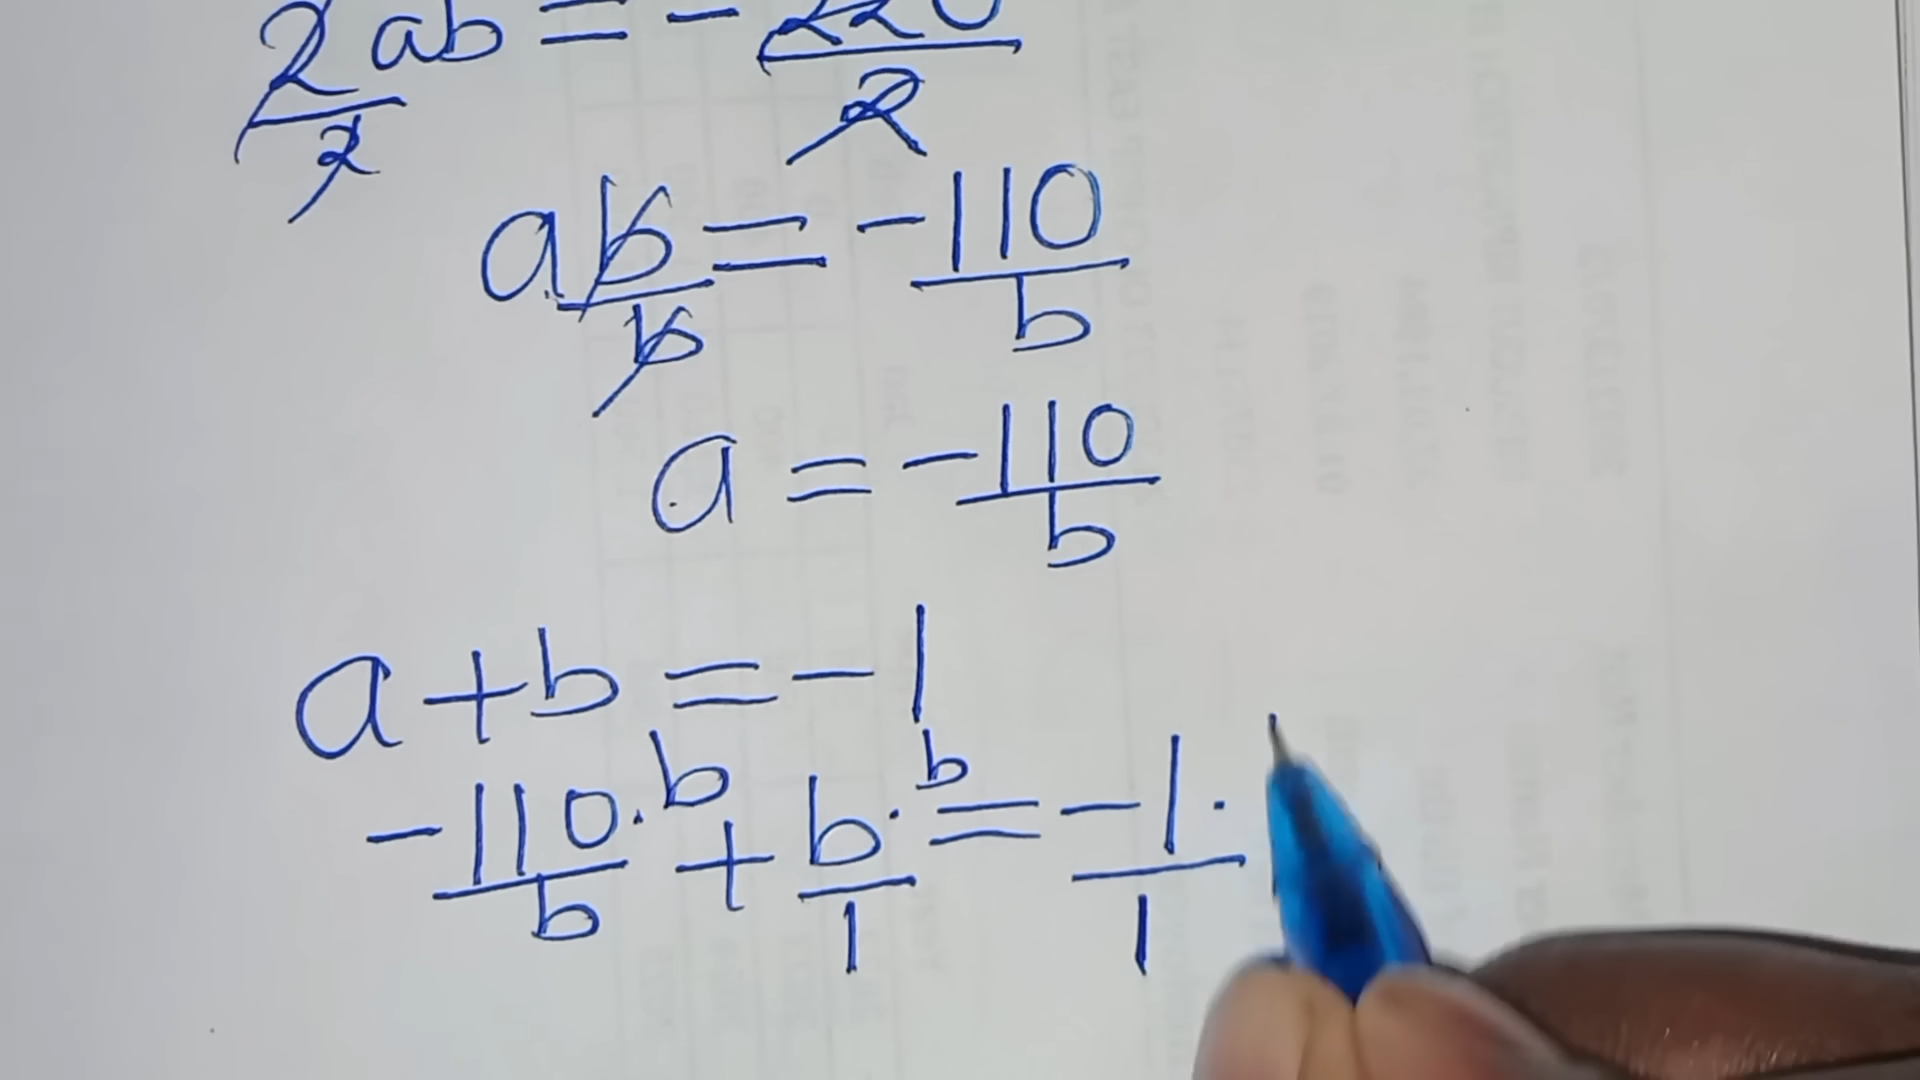 2ab/2 = -220/2
ab/b = -110/b
a = -110/b
a+b = -1
-110·b/b + b·b/1 = -1·/1